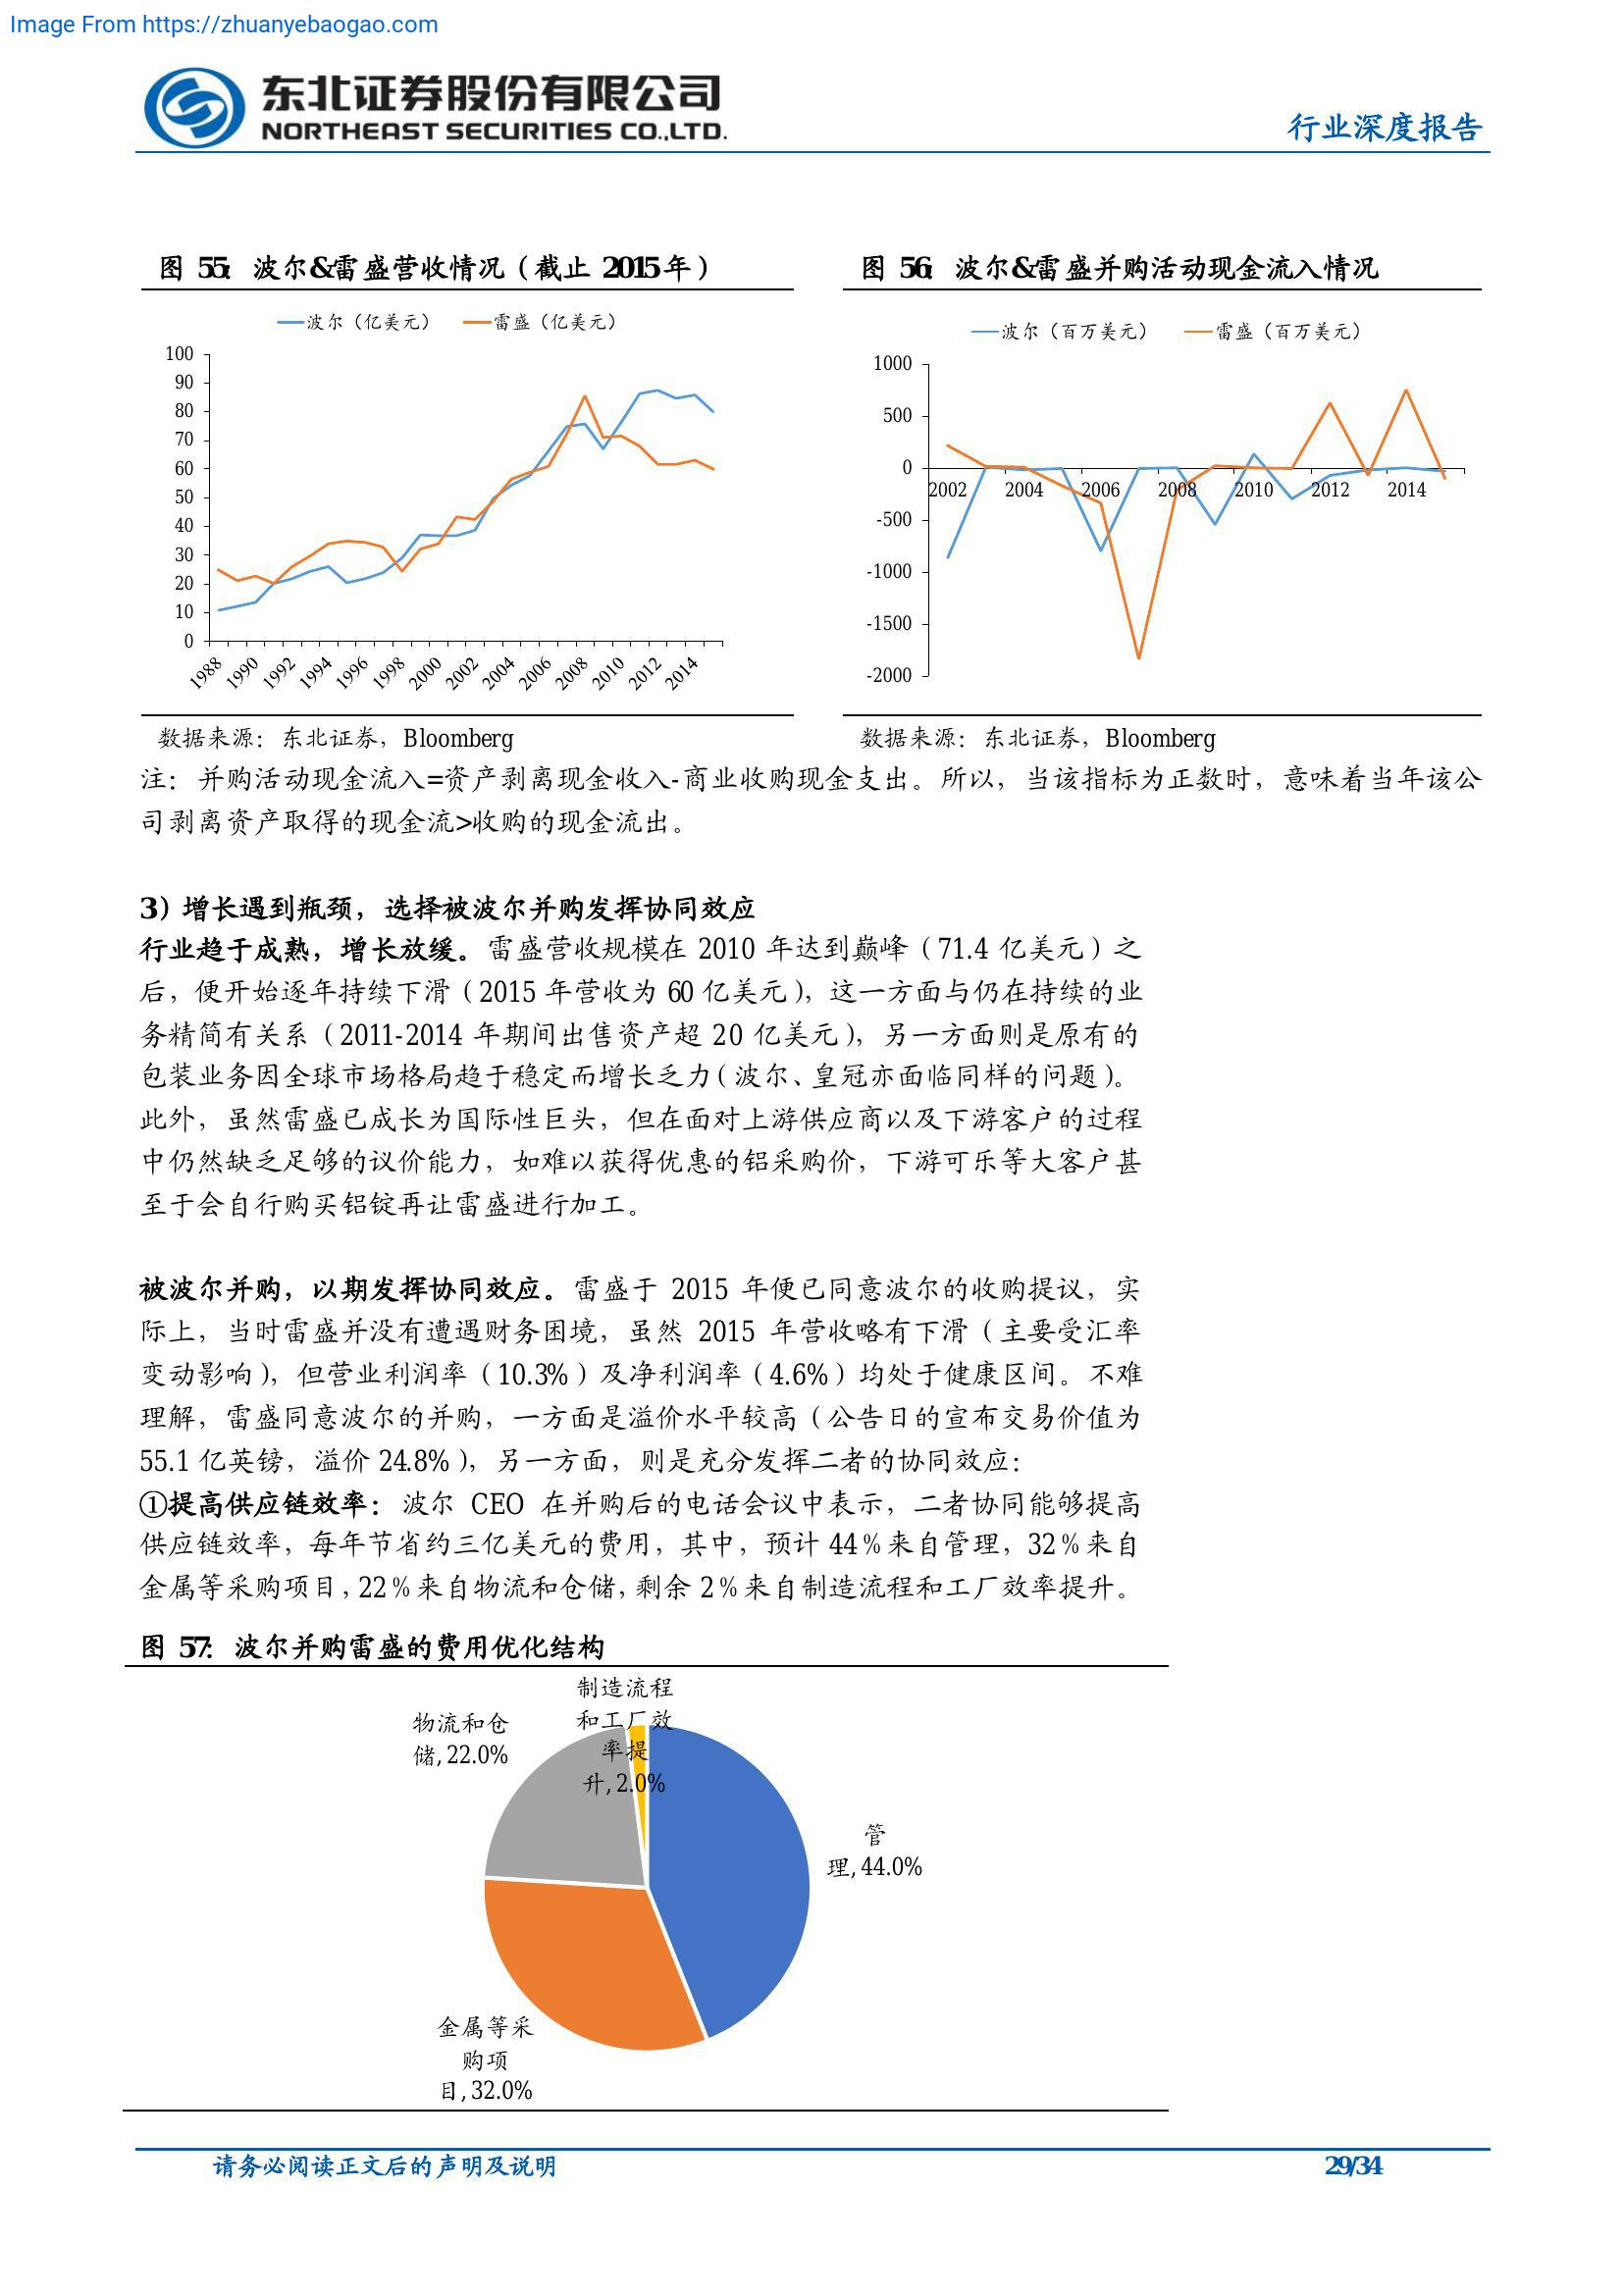 Image From https://zhuanyebaogao.com
东北证券股份有限公司
NORTHEAST SECURITIES CO.,LTD.
行业深度报告
图 55：波尔&雷盛营收情况（截止 2015 年）
波尔（亿美元） 雷盛（亿美元）
100
90
80
70
60
50
40
30
20
10
0
1988 1990 1992 1994 1996 1998 2000 2002 2004 2006 2008 2010 2012 2014
数据来源：东北证券，Bloomberg
图 56：波尔&雷盛并购活动现金流入情况
波尔（百万美元） 雷盛（百万美元）
1000
500
0
2002 2004 2006 2008 2010 2012 2014
-500
-1000
-1500
-2000
数据来源：东北证券，Bloomberg
注：并购活动现金流入=资产剥离现金收入-商业收购现金支出。所以，当该指标为正数时，意味着当年该公
司剥离资产取得的现金流>收购的现金流出。
3）增长遇到瓶颈，选择被波尔并购发挥协同效应
行业趋于成熟，增长放缓。雷盛营收规模在 2010 年达到巅峰（71.4 亿美元）之
后，便开始逐年持续下滑（2015 年营收为 60 亿美元），这一方面与仍在持续的业
务精简有关系（2011-2014 年期间出售资产超 20 亿美元），另一方面则是原有的
包装业务因全球市场格局趋于稳定而增长乏力（波尔、皇冠亦面临同样的问题）。
此外，虽然雷盛已成长为国际性巨头，但在面对上游供应商以及下游客户的过程
中仍然缺乏足够的议价能力，如难以获得优惠的铝采购价，下游可乐等大客户甚
至于会自行购买铝锭再让雷盛进行加工。
被波尔并购，以期发挥协同效应。雷盛于 2015 年便已同意波尔的收购提议，实
际上，当时雷盛并没有遭遇财务困境，虽然 2015 年营收略有下滑（主要受汇率
变动影响），但营业利润率（10.3%）及净利润率（4.6%）均处于健康区间。不难
理解，雷盛同意波尔的并购，一方面是溢价水平较高（公告日的宣布交易价值为
55.1 亿英镑，溢价 24.8%），另一方面，则是充分发挥二者的协同效应：
①提高供应链效率：波尔 CEO 在并购后的电话会议中表示，二者协同能够提高
供应链效率，每年节省约三亿美元的费用，其中，预计 44%来自管理，32%来自
金属等采购项目，22%来自物流和仓储，剩余 2%来自制造流程和工厂效率提升。
图 57：波尔并购雷盛的费用优化结构
制造流程
和工厂效
率提
升, 2.0%
物流和仓
储, 22.0%
管
理, 44.0%
金属等采
购项
目, 32.0%
请务必阅读正文后的声明及说明
29/34